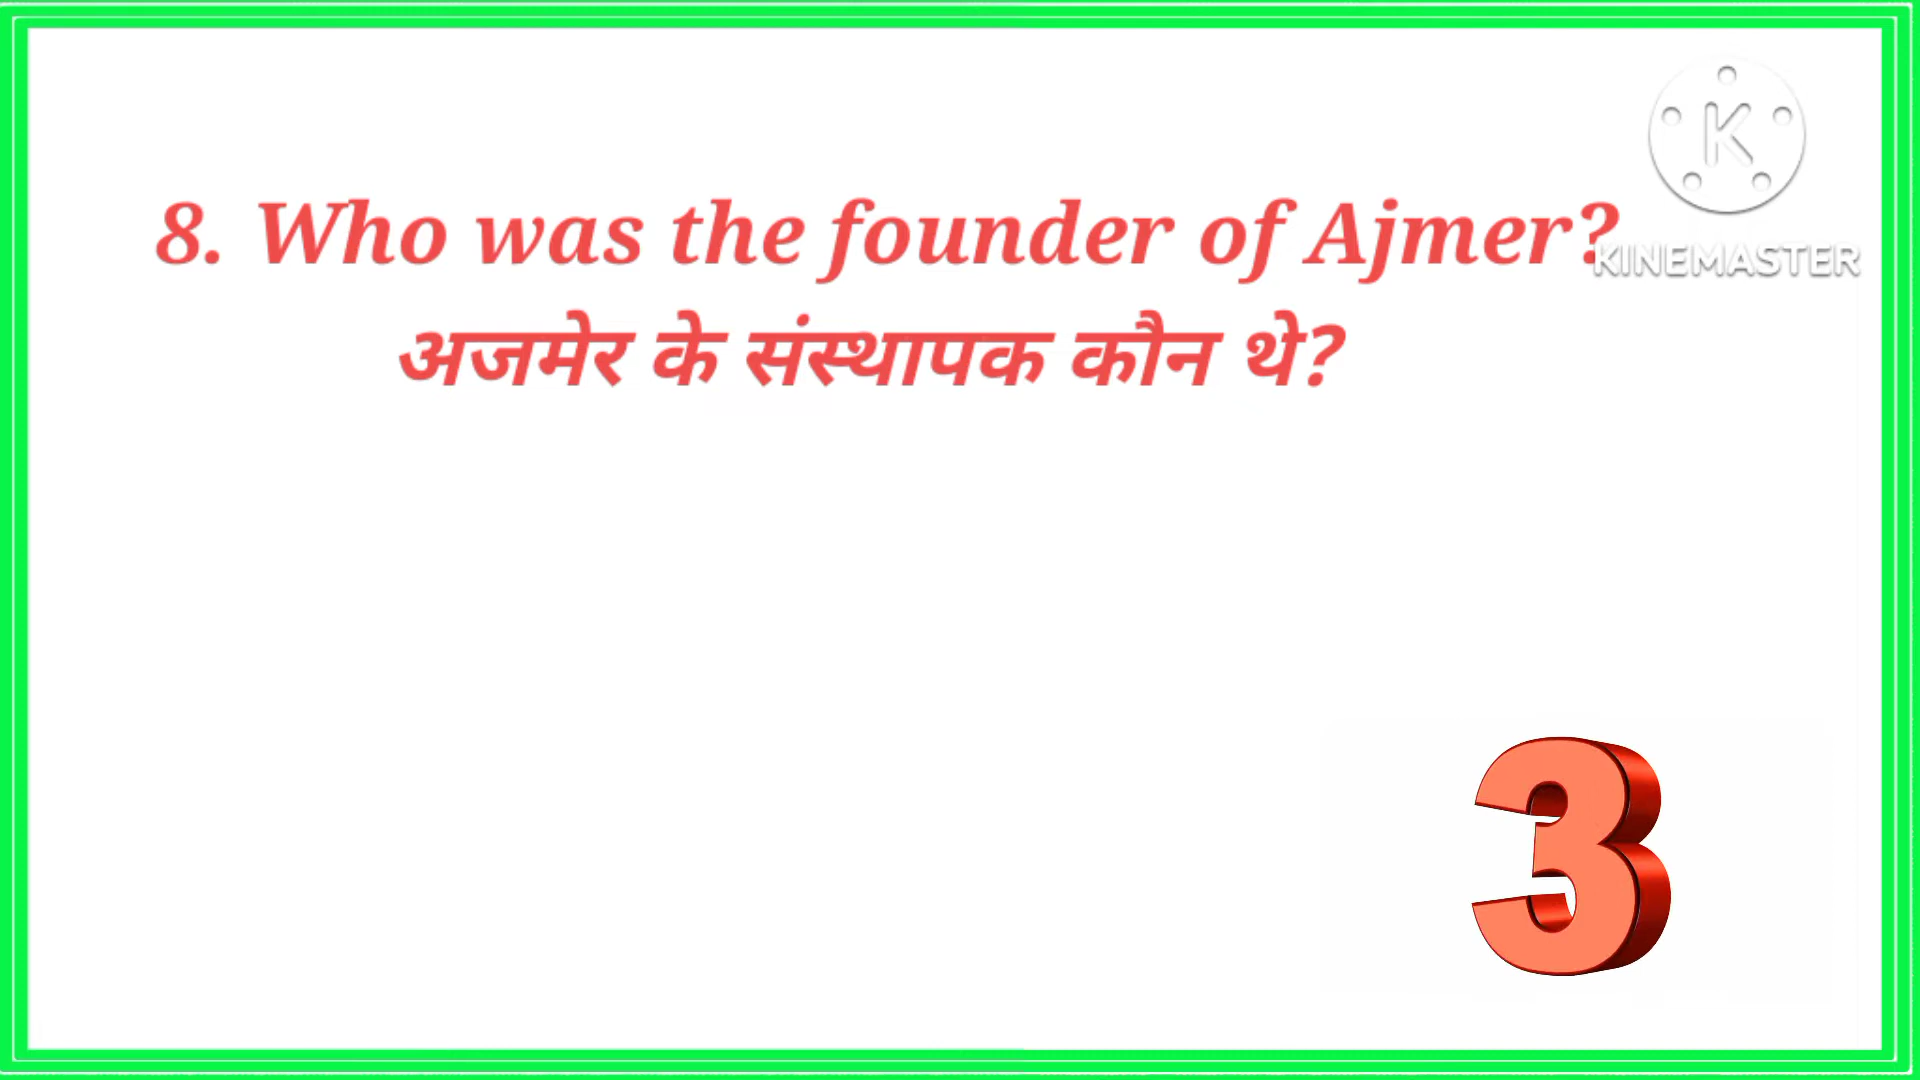 K
KINEMASTER
8. Who was the founder of Ajmer?
अजमेर के संस्थापक कौन थे?
3